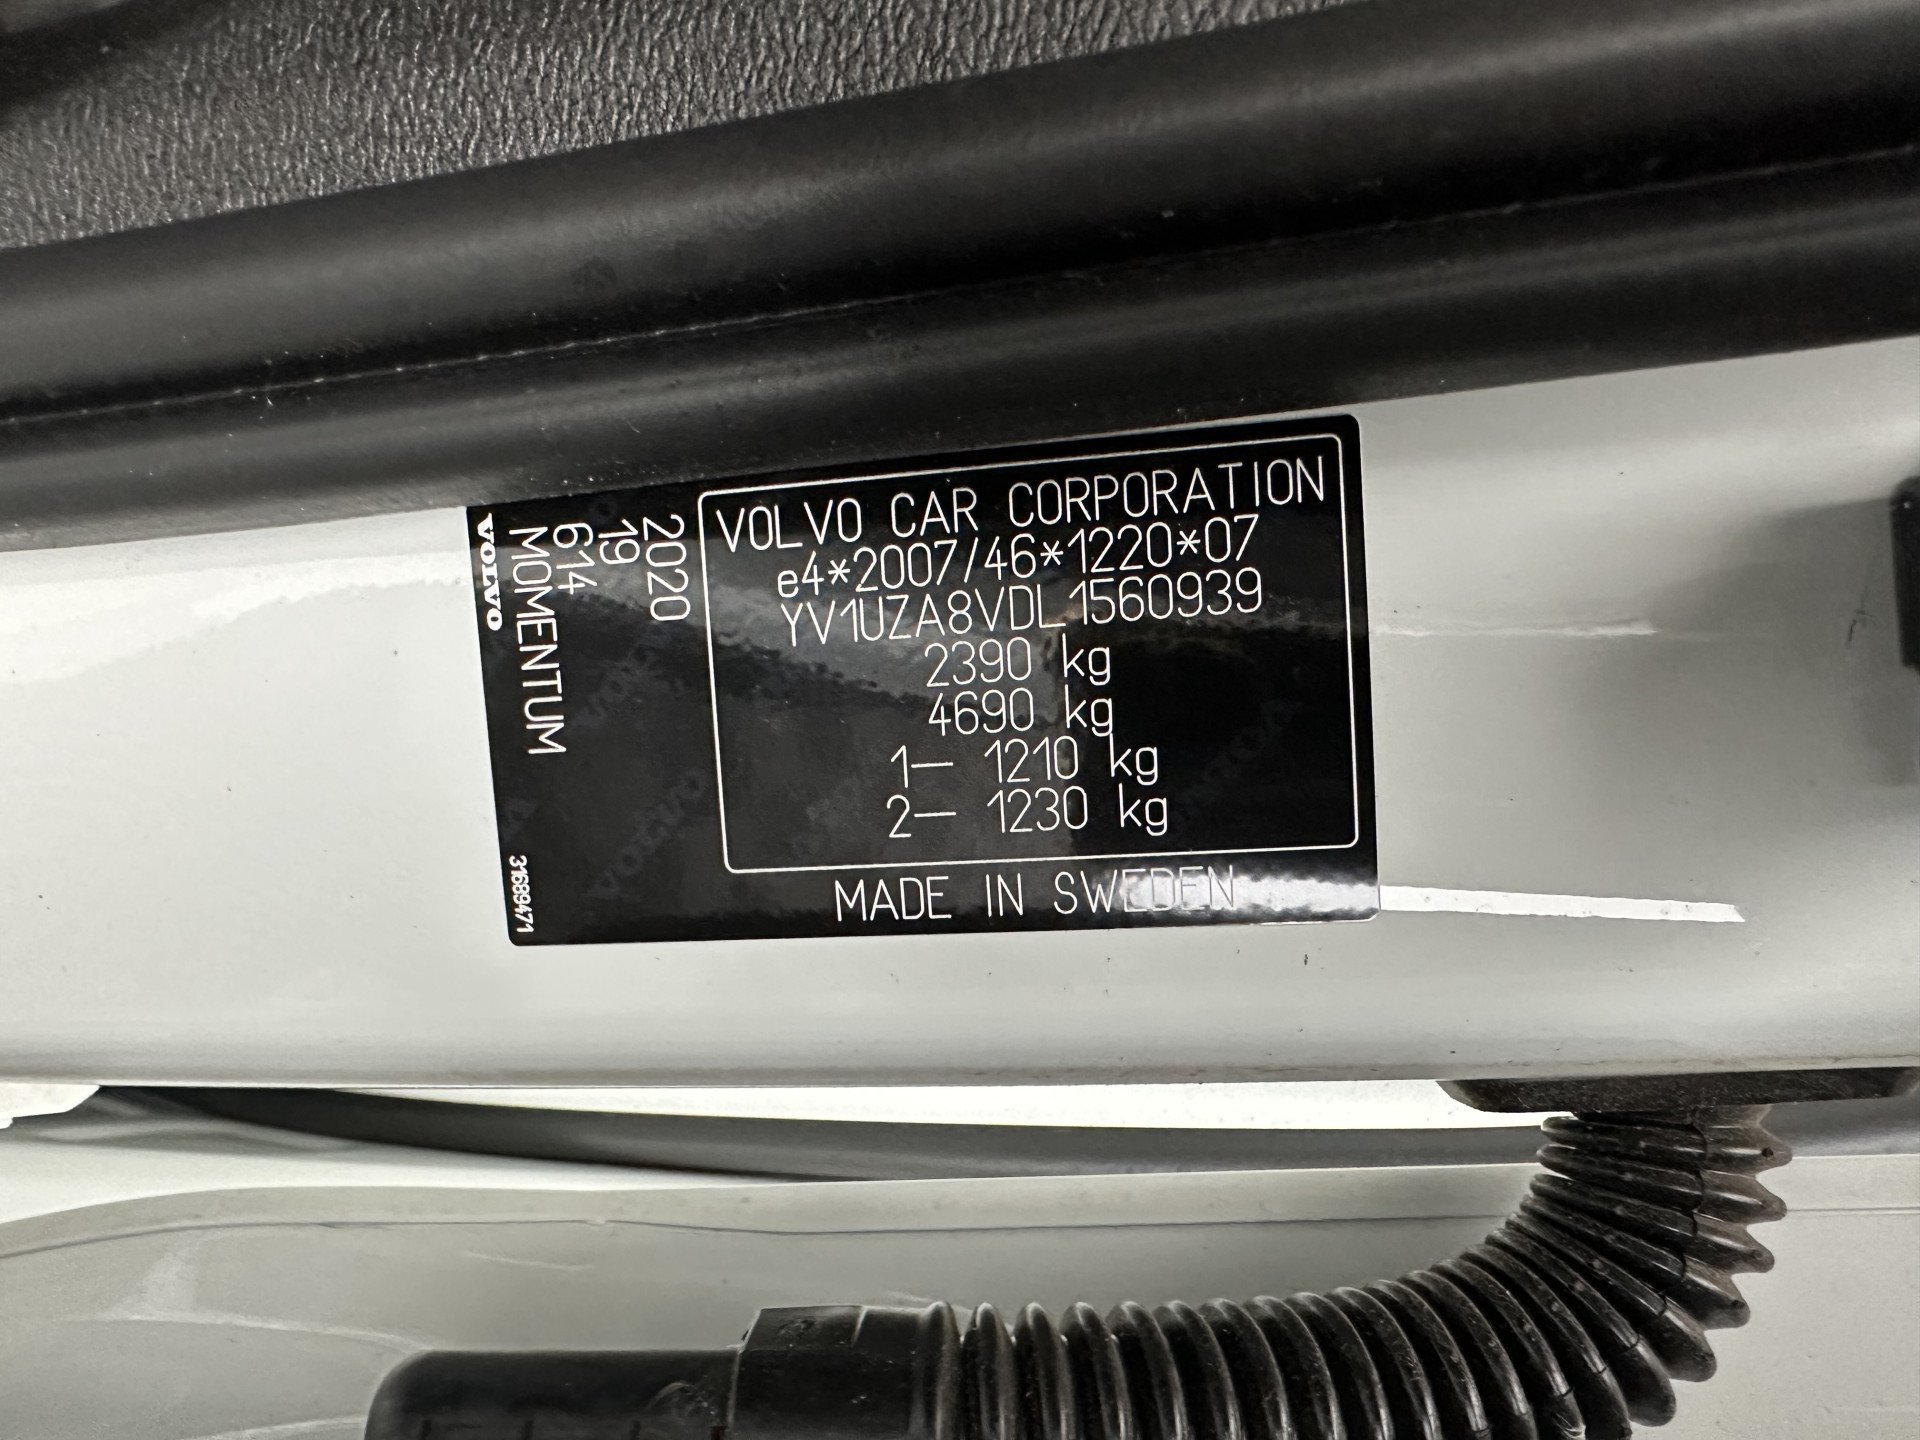 VOLVO CAR CORPORATION
e4*2007/46*1220*07
YV1UZA8VDL1560939
2390 kg
4690 kg
1– 1210 kg
2– 1230 kg
MADE IN SWEDEN
2020
19
614
MOMENTUM
VOLVO
31689471